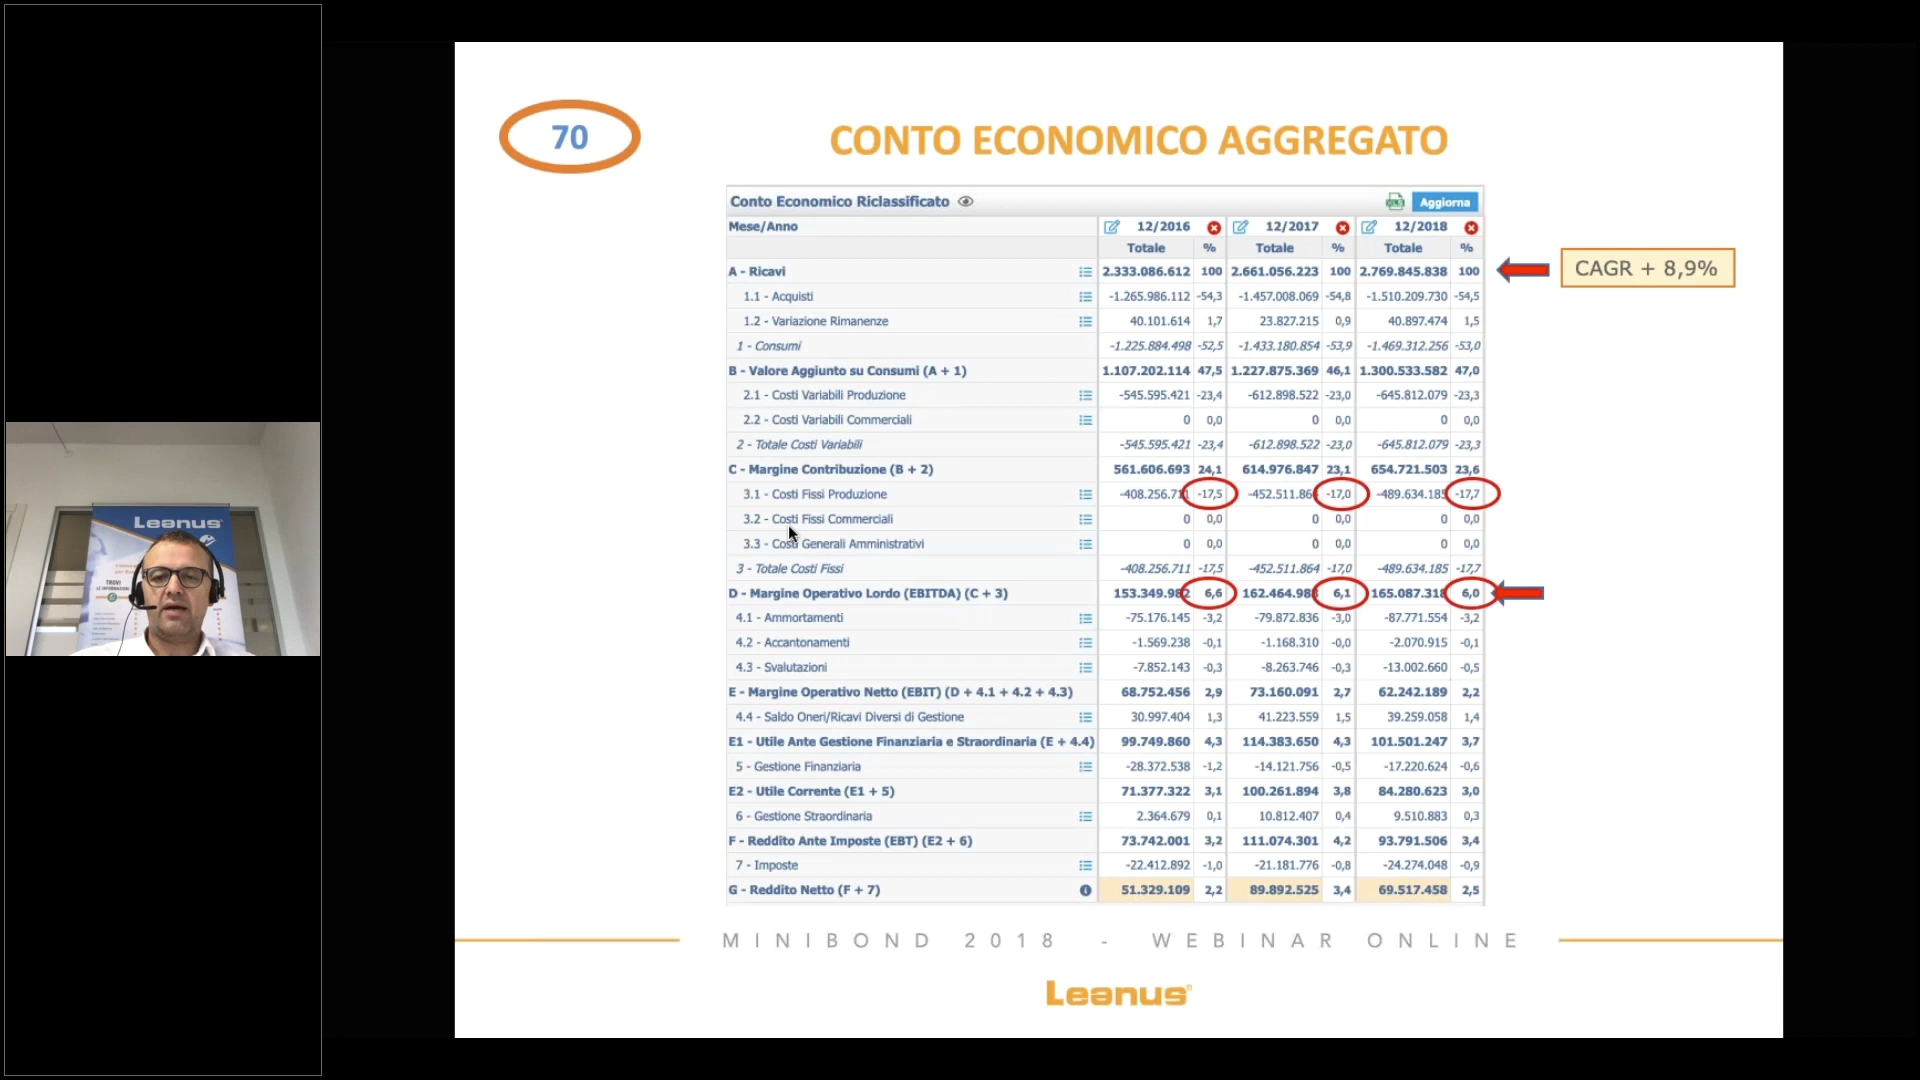 70
CONTO ECONOMICO AGGREGATO
Conto Economico Riclassificato XLS Aggiorna
Mese/Anno 12/2016 12/2017 12/2018
Totale % Totale % Totale %
A - Ricavi 2.333.086.612 100 2.661.056.223 100 2.769.845.838 100
CAGR + 8,9%
1.1 - Acquisti -1.265.986.112 -54,3 -1.457.008.069 -54,8 -1.510.209.730 -54,5
1.2 - Variazione Rimanenze 40.101.614 1,7 23.827.215 0,9 40.897.474 1,5
1 - Consumi -1.225.884.498 -52,5 -1.433.180.854 -53,9 -1.469.312.256 -53,0
B - Valore Aggiunto su Consumi (A + 1) 1.107.202.114 47,5 1.227.875.369 46,1 1.300.533.582 47,0
2.1 - Costi Variabili Produzione -545.595.421 -23,4 -612.898.522 -23,0 -645.812.079 -23,3
2.2 - Costi Variabili Commerciali 0 0,0 0 0,0 0 0,0
2 - Totale Costi Variabili -545.595.421 -23,4 -612.898.522 -23,0 -645.812.079 -23,3
C - Margine Contribuzione (B + 2) 561.606.693 24,1 614.976.847 23,1 654.721.503 23,6
3.1 - Costi Fissi Produzione -408.256.711 -17,5 -452.511.864 -17,0 -489.634.185 -17,7
3.2 - Costi Fissi Commerciali 0 0,0 0 0,0 0 0,0
3.3 - Costi Generali Amministrativi 0 0,0 0 0,0 0 0,0
3 - Totale Costi Fissi -408.256.711 -17,5 -452.511.864 -17,0 -489.634.185 -17,7
D - Margine Operativo Lordo (EBITDA) (C + 3) 153.349.982 6,6 162.464.983 6,1 165.087.318 6,0
4.1 - Ammortamenti -75.176.145 -3,2 -79.872.836 -3,0 -87.771.554 -3,2
4.2 - Accantonamenti -1.569.238 -0,1 -1.168.310 -0,0 -2.070.915 -0,1
4.3 - Svalutazioni -7.852.143 -0,3 -8.263.746 -0,3 -13.002.660 -0,5
E - Margine Operativo Netto (EBIT) (D + 4.1 + 4.2 + 4.3) 68.752.456 2,9 73.160.091 2,7 62.242.189 2,2
4.4 - Saldo Oneri/Ricavi Diversi di Gestione 30.997.404 1,3 41.223.559 1,5 39.259.058 1,4
E1 - Utile Ante Gestione Finanziaria e Straordinaria (E + 4.4) 99.749.860 4,3 114.383.650 4,3 101.501.247 3,7
5 - Gestione Finanziaria -28.372.538 -1,2 -14.121.756 -0,5 -17.220.624 -0,6
E2 - Utile Corrente (E1 + 5) 71.377.322 3,1 100.261.894 3,8 84.280.623 3,0
6 - Gestione Straordinaria 2.364.679 0,1 10.812.407 0,4 9.510.883 0,3
F - Reddito Ante Imposte (EBT) (E2 + 6) 73.742.001 3,2 111.074.301 4,2 93.791.506 3,4
7 - Imposte -22.412.892 -1,0 -21.181.776 -0,8 -24.274.048 -0,9
G - Reddito Netto (F + 7) 51.329.109 2,2 89.892.525 3,4 69.517.458 2,5
MINIBOND 2018 - WEBINAR ONLINE
Leanus
Leanus
TROVI
LE INFORMAZIONI